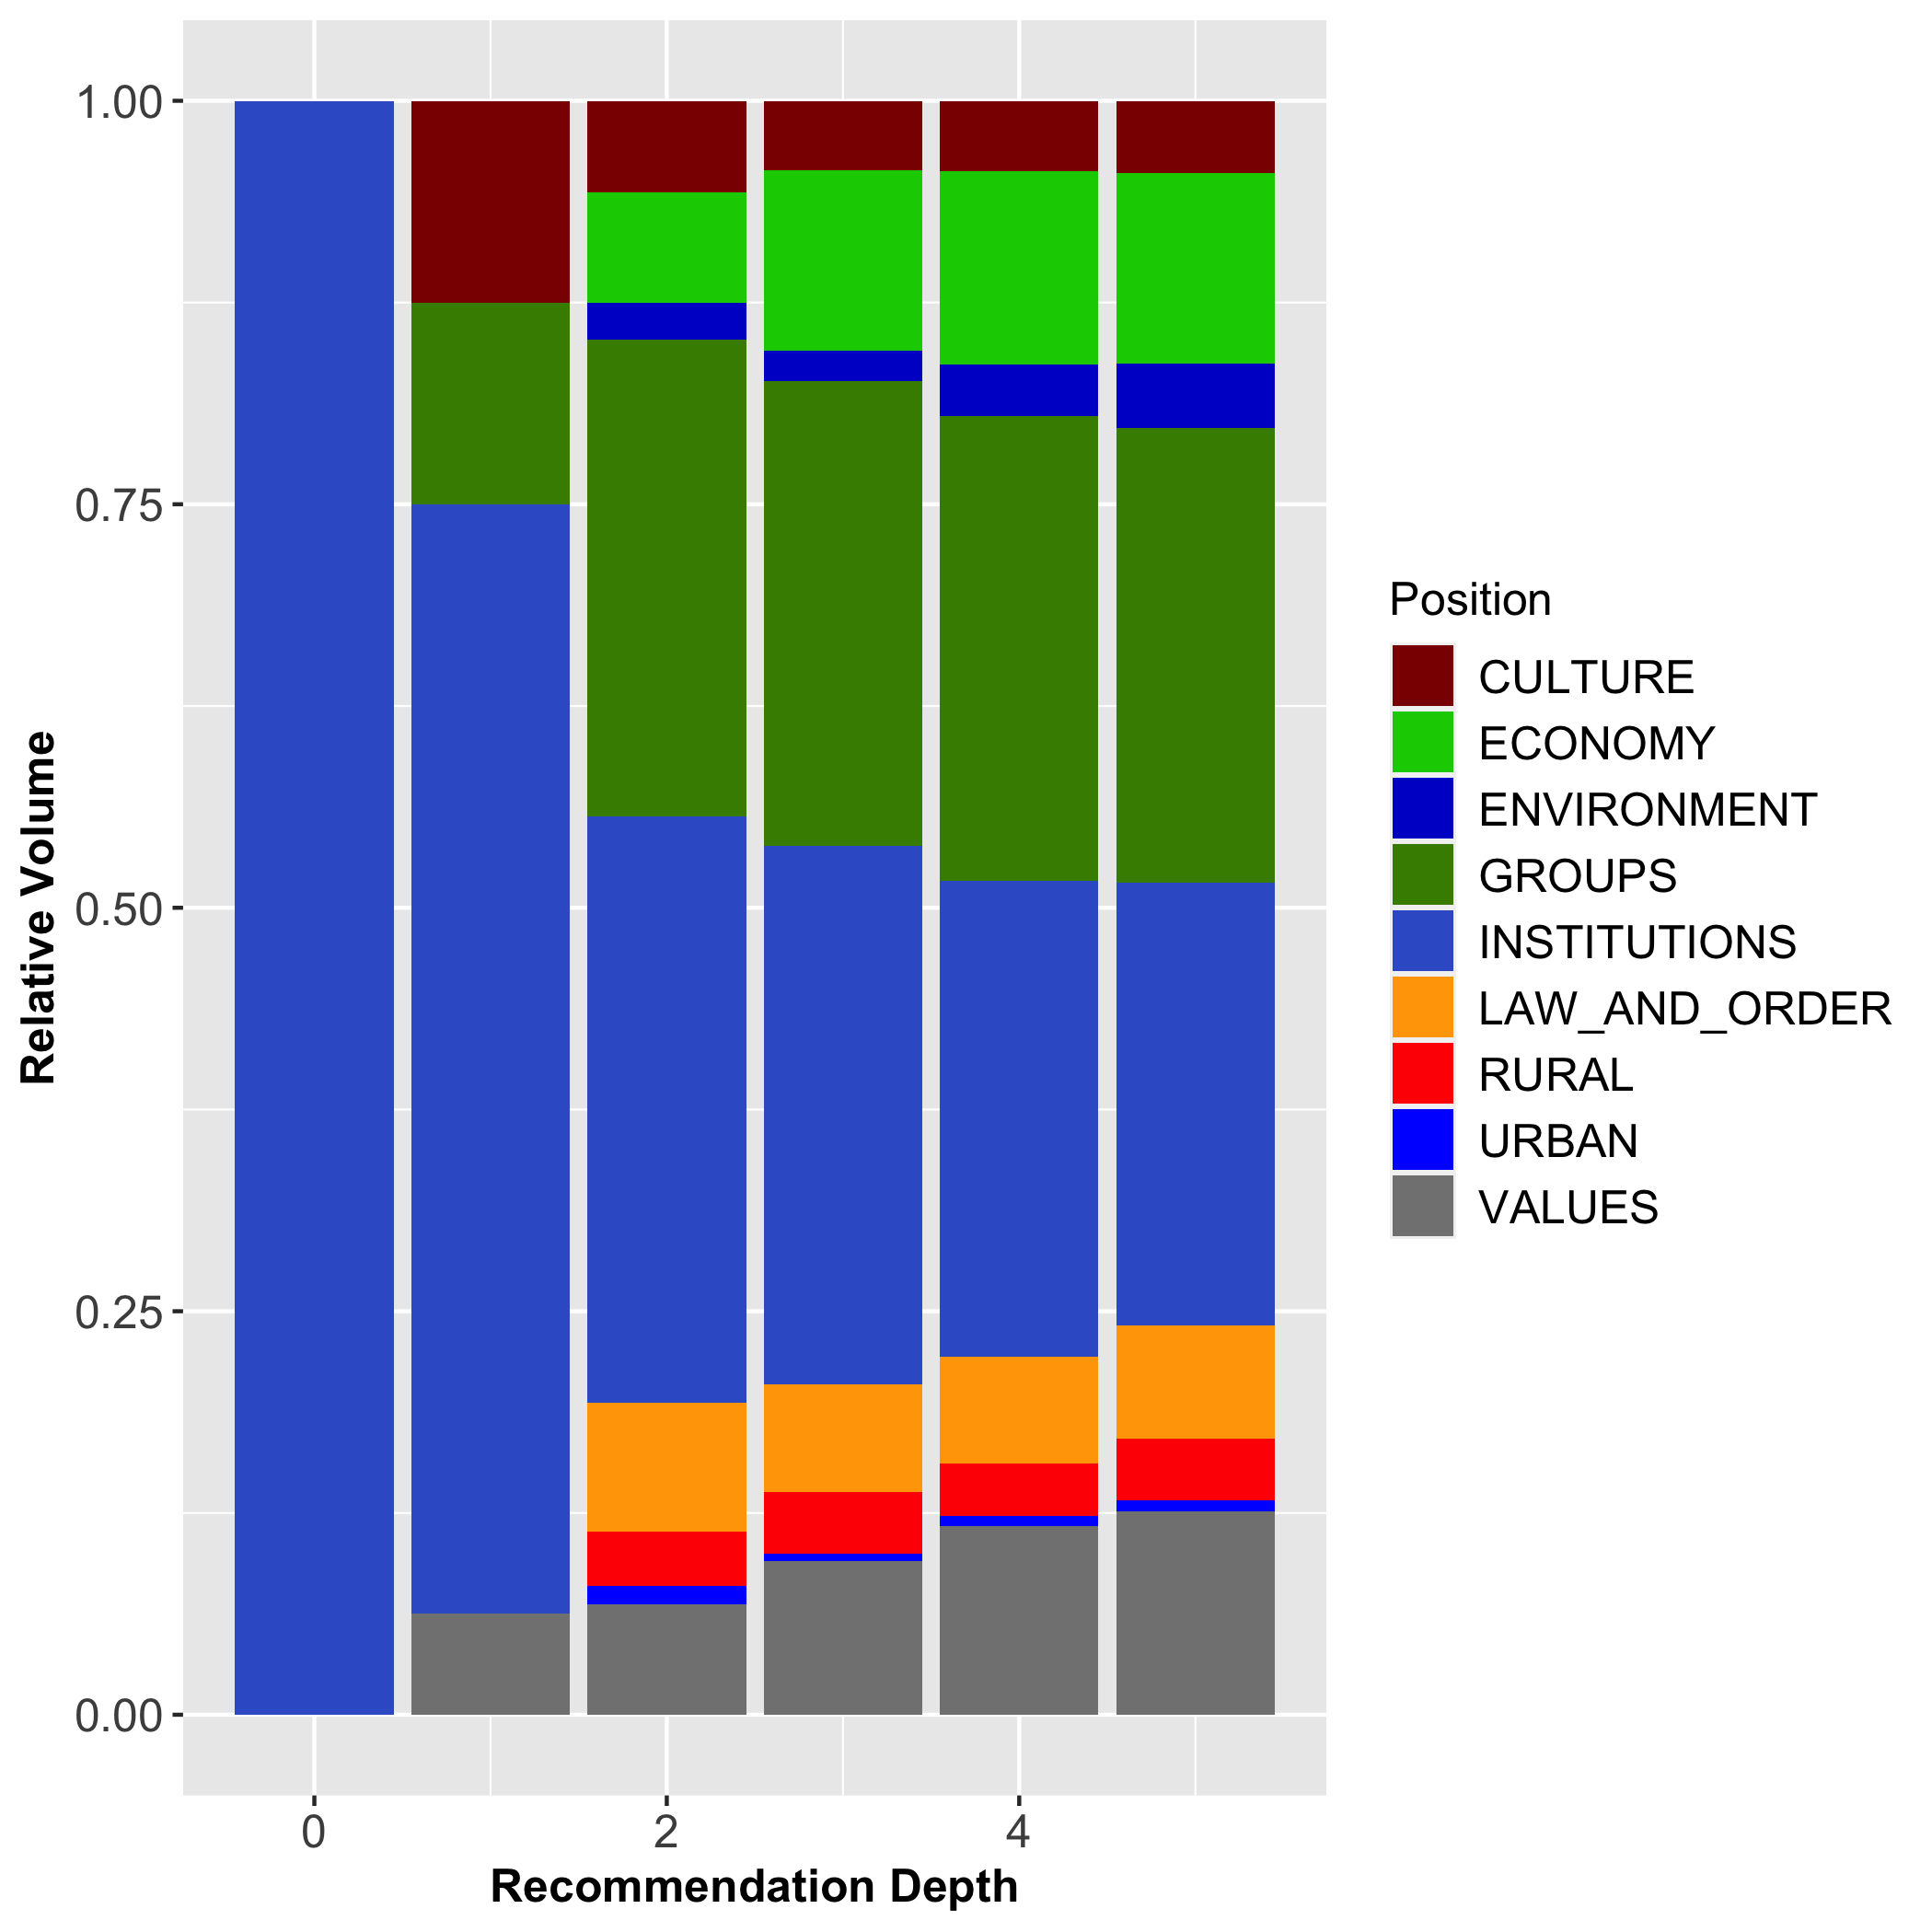 1.00
0.75
0.50
0.25
0.00
Relative Volume
0
2
4
Recommendation Depth
Position
CULTURE
ECONOMY
ENVIRONMENT
GROUPS
INSTITUTIONS
LAW_AND_ORDER
RURAL
URBAN
VALUES